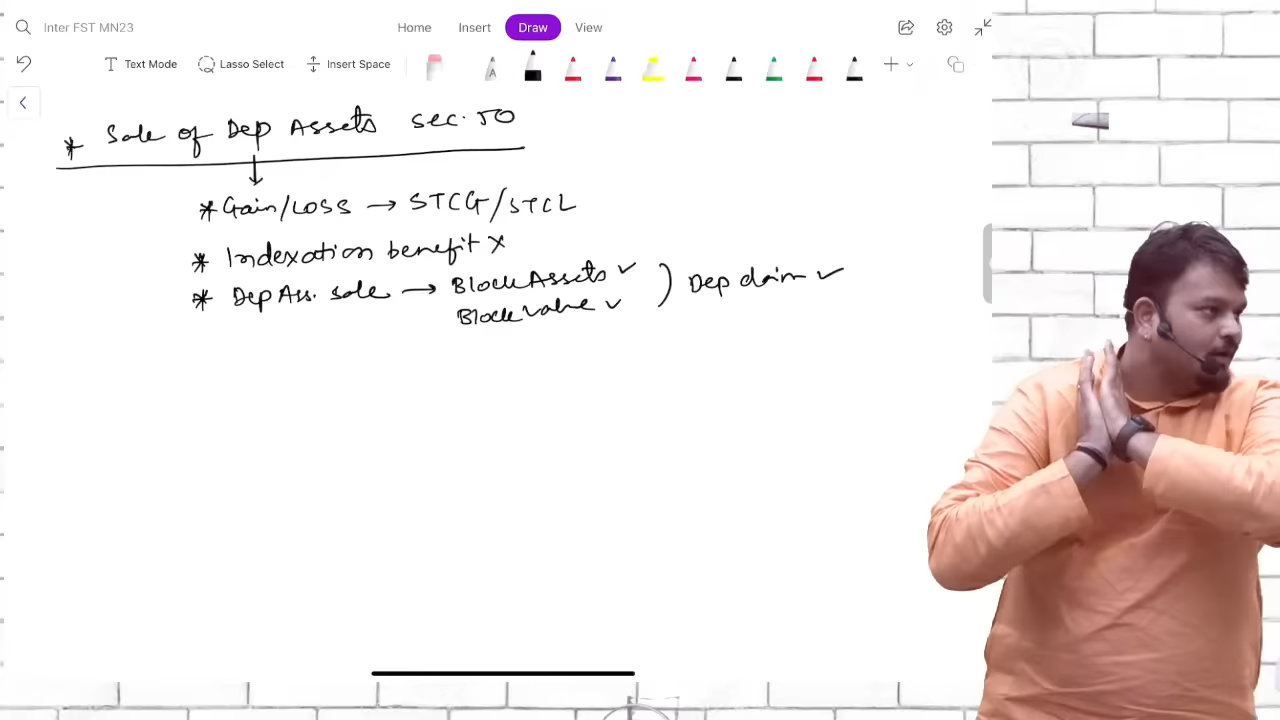 Inter FST MN23
Home Insert Draw View
Text Mode Lasso Select Insert Space
A
* Sale of Dep Assets sec. 50
* Gain/Loss → STCG/STCL
* Indexation benefit ×
* Dep Ass. sale → Block Assets ✓ ) Dep claim ✓
Block value ✓